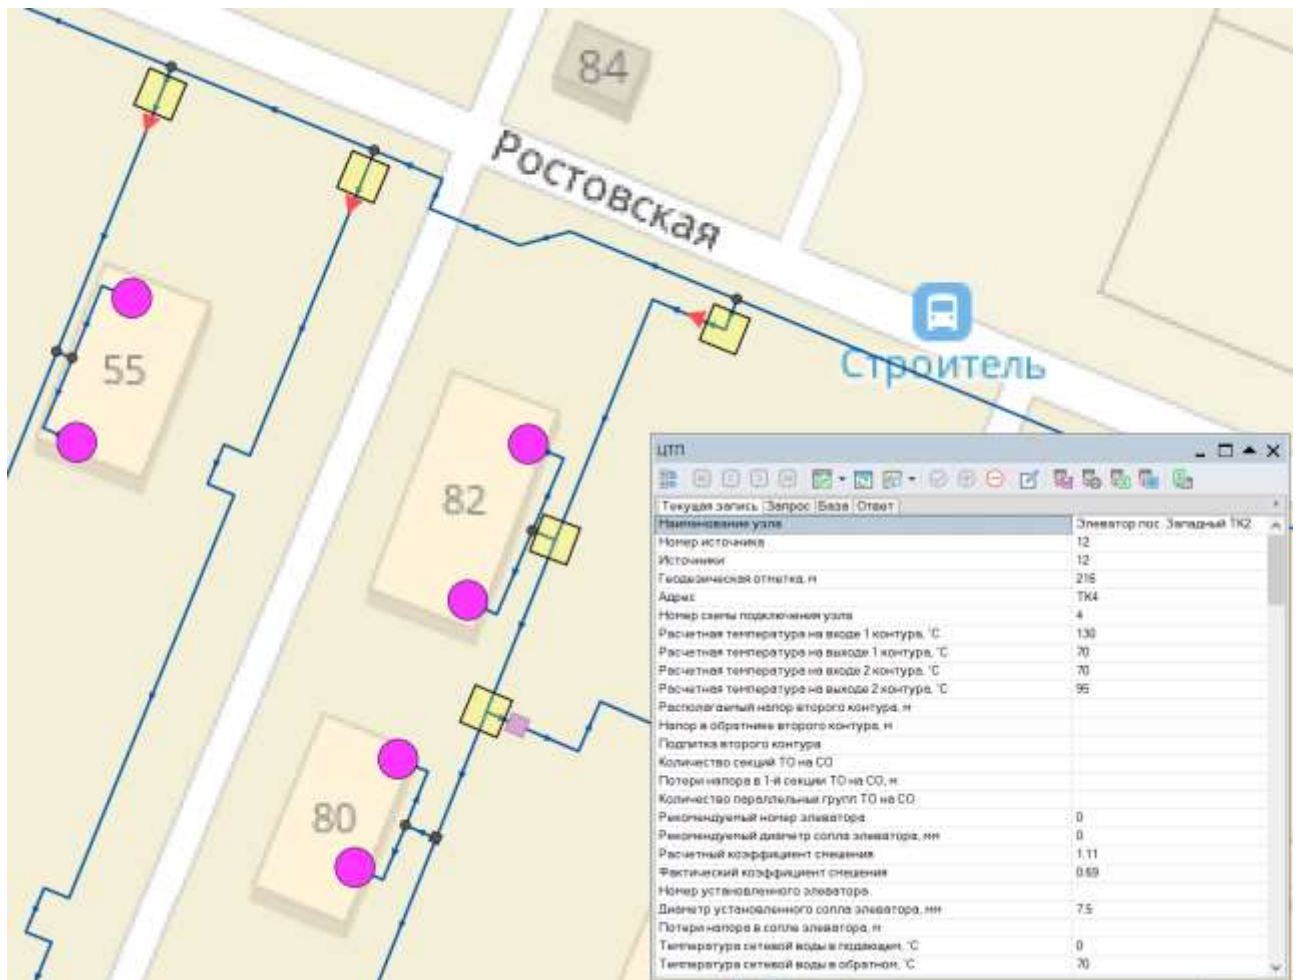 84
Ростовская
55
Строитель
82
80
ЦТП
Текущая запись Запрос База Ответ
Наименование узла Элеватор пос. Западный ТК2
Номер источника 12
Источники 12
Геодезическая отметка, м 216
Адрес ТК4
Номер схемы подключения узла 4
Расчетная температура на входе 1 контура, °С 130
Расчетная температура на выходе 1 контура, °С 70
Расчетная температура на входе 2 контура, °С 70
Расчетная температура на выходе 2 контура, °С 95
Располагаемый напор второго контура, м
Напор в обратнике второго контура, м
Подпитка второго контура
Количество секций ТО на СО
Потери напора в 1-й секции ТО на СО, м
Количество параллельных групп ТО на СО
Рекомендуемый номер элеватора 0
Рекомендуемый диаметр сопла элеватора, мм 0
Расчетный коэффициент смешения 1.11
Фактический коэффициент смешения 0.69
Номер установленного элеватора
Диаметр установленного сопла элеватора, мм 7.5
Потери напора в сопле элеватора, м
Температура сетевой воды в подающем, °С 0
Температура сетевой воды в обратном, °С 70